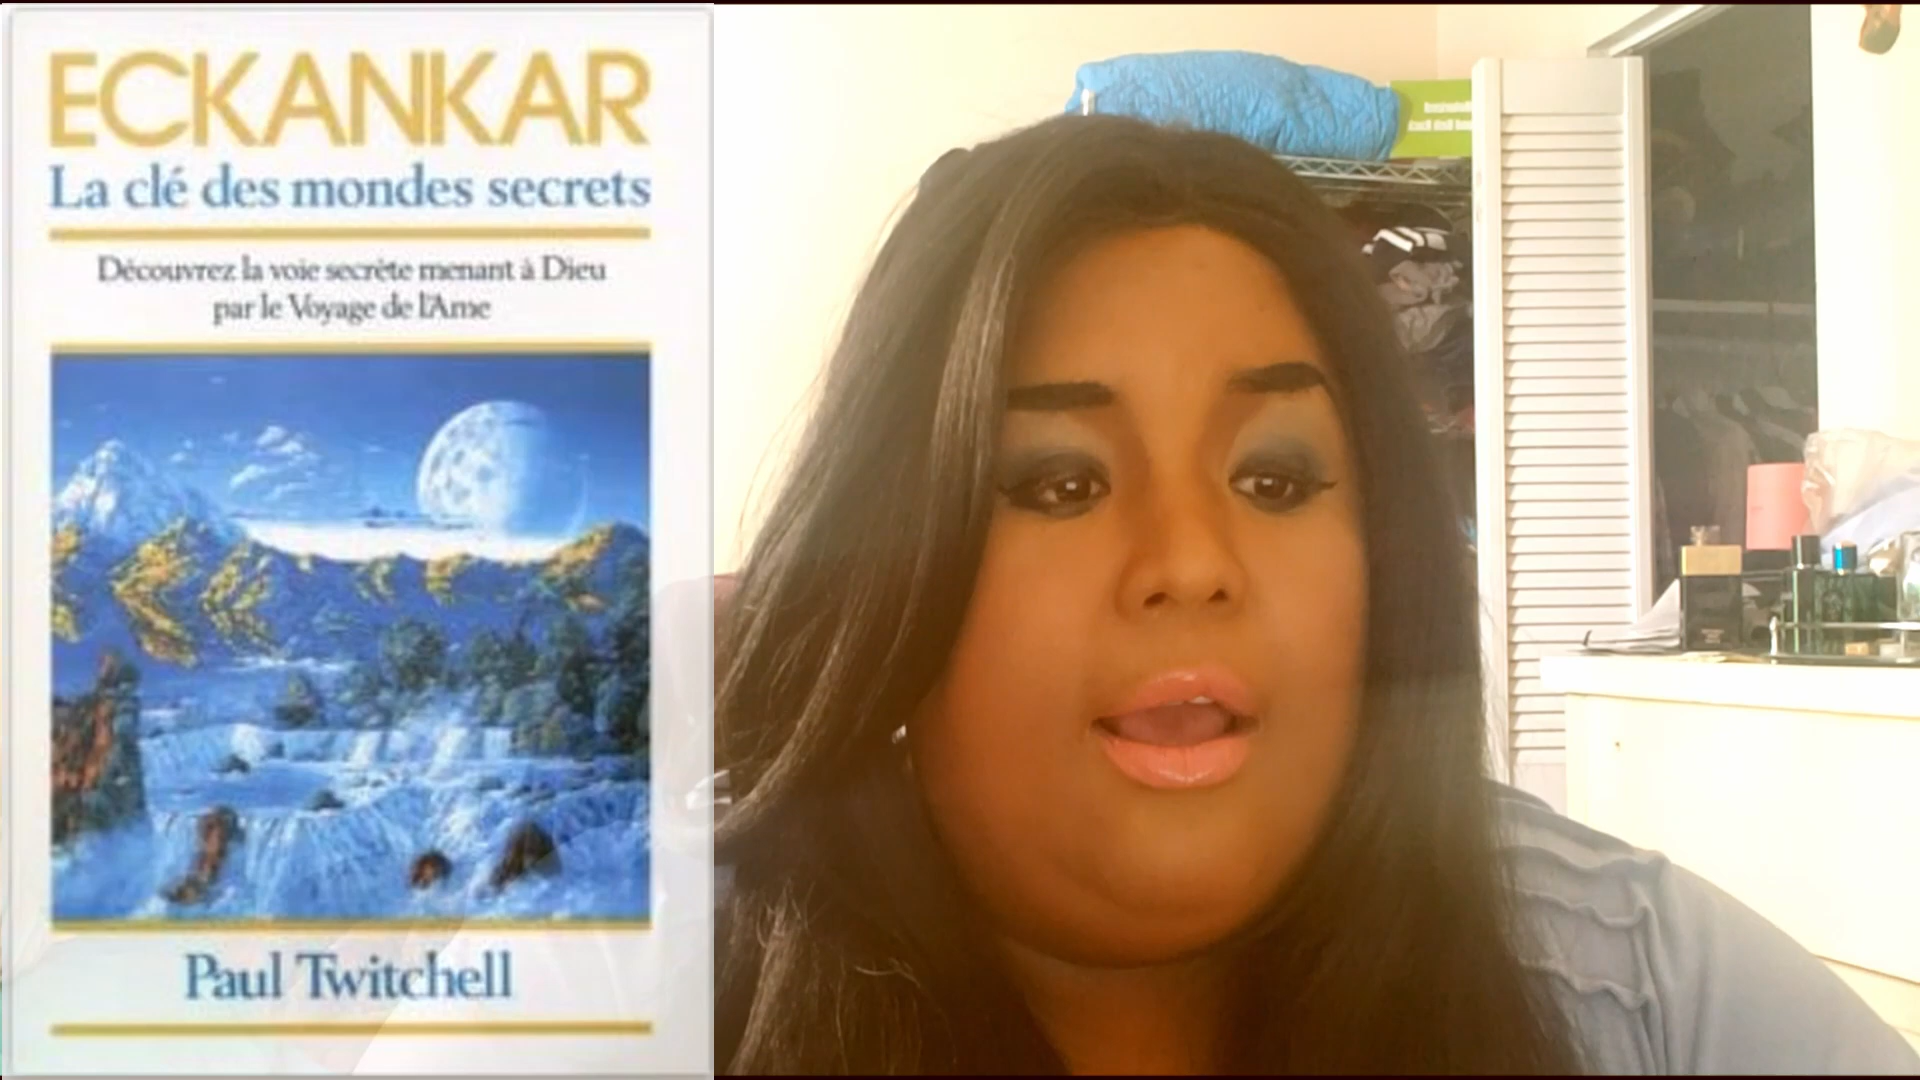 ECKANKAR
La clé des mondes secrets
Découvrez la voie secrète menant à Dieu
par le Voyage de l'Ame
Paul Twitchell